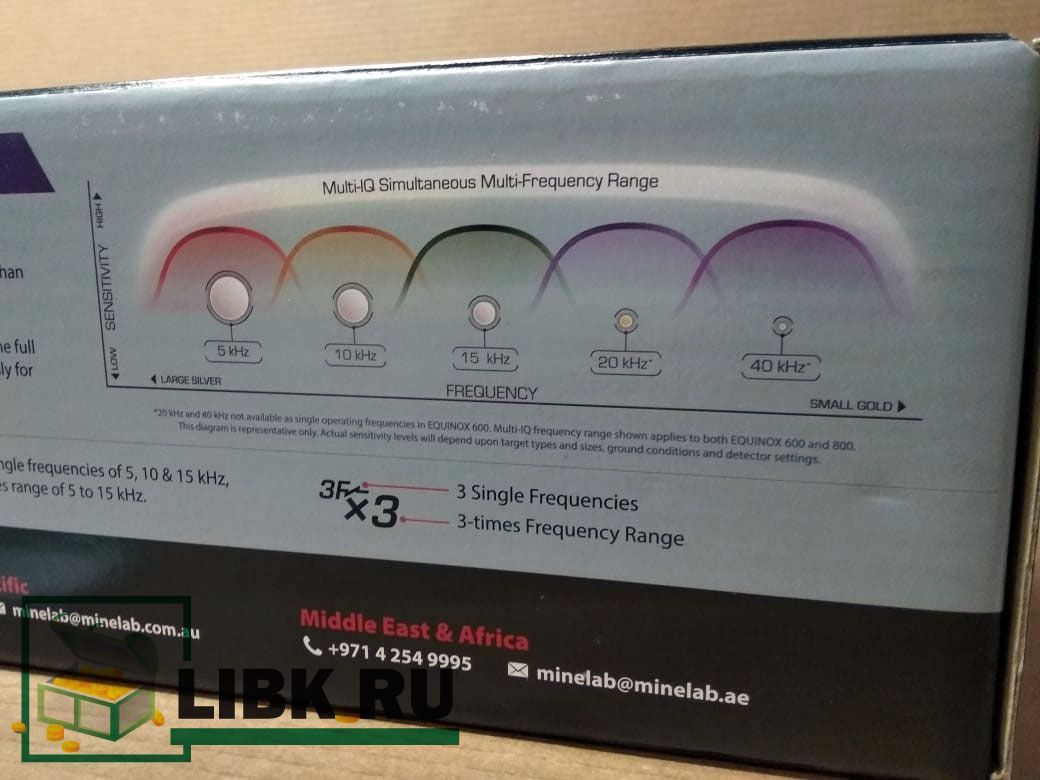 Multi-IQ Simultaneous Multi-Frequency Range
HIGH
SENSITIVITY
LOW
han
he full
ly for
5 kHz
10 kHz
15 kHz
20 kHz*
40 kHz*
LARGE SILVER
FREQUENCY
SMALL GOLD
*20 kHz and 40 kHz not available as single operating frequencies in EQUINOX 600. Multi-IQ frequency range shown applies to both EQUINOX 600 and 800.
This diagram is representative only. Actual sensitivity levels will depend upon target types and sizes, ground conditions and detector settings.
ngle frequencies of 5, 10 & 15 kHz,
s range of 5 to 15 kHz.
3F
×3
3 Single Frequencies
3-times Frequency Range
ific
minelab@minelab.com.au
Middle East & Africa
+971 4 254 9995
minelab@minelab.ae
LIBK RU